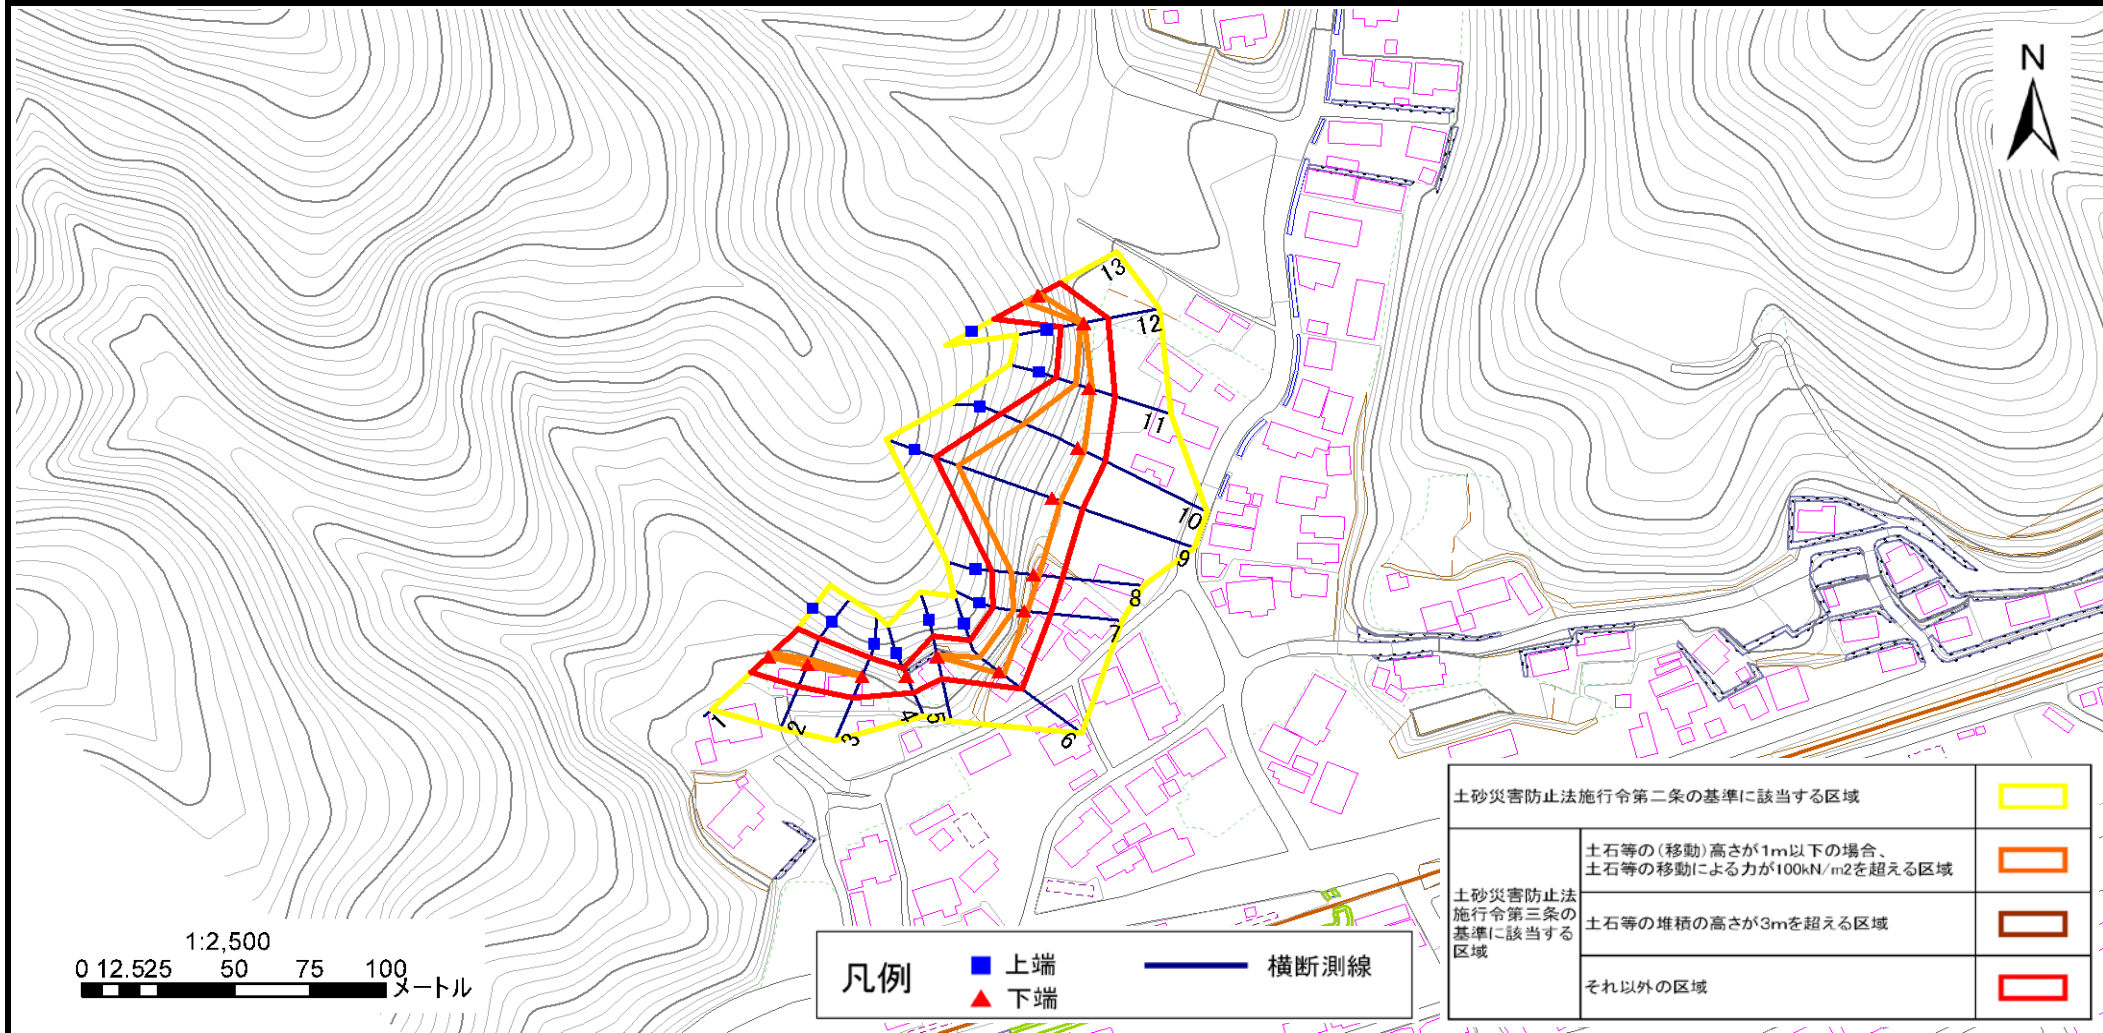 N
13
12
11
10
9
8
7
1
2
3
4
5
6
1:2,500
0 12.525 50 75 100
メートル
凡例
上端
下端
横断測線
土砂災害防止法施行令第二条の基準に該当する区域
土砂災害防止法
施行令第三条の
基準に該当する
区域
土石等の(移動)高さが1m以下の場合、
土石等の移動による力が100kN/m2を超える区域
土石等の堆積の高さが3mを超える区域
それ以外の区域